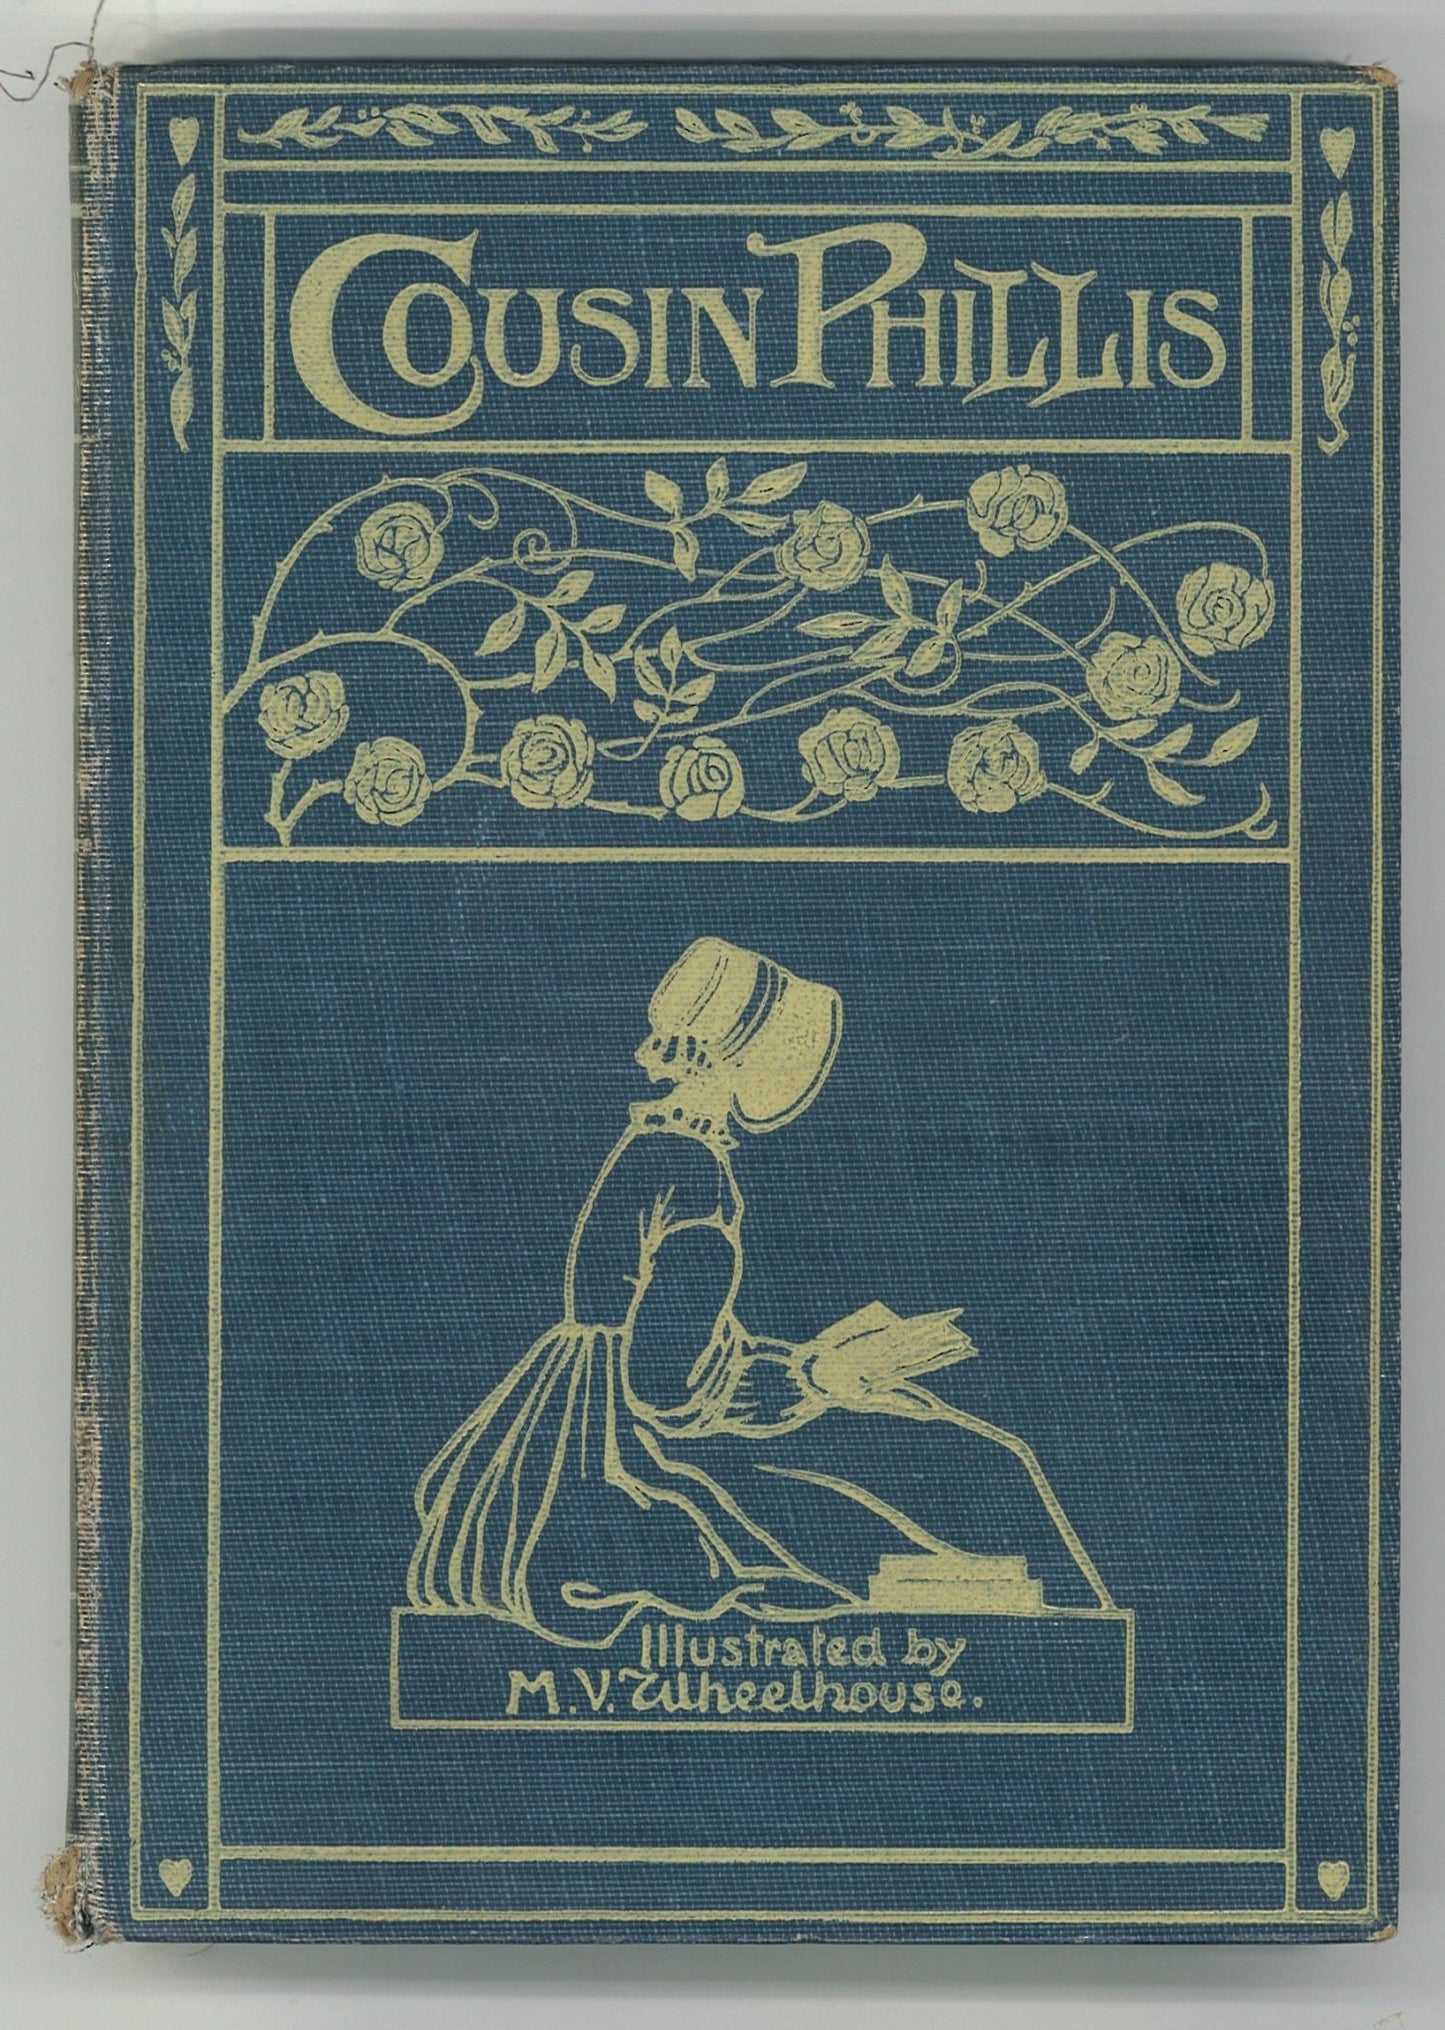 COUSIN PHILLIS
Illustrated by
M.V. Wheelhouse.